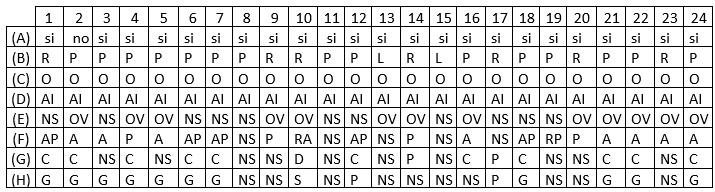 1 2 3 4 5 6 7 8 9 10 11 12 13 14 15 16 17 18 19 20 21 22 23 24
(A) si no si si si si si si si si si si si si si si si si si si si si si si
(B) R P P P P P P P R R P P L R L P R P P R P P R P
(C) O O O O O O O O O O O O O O O O O O O O O O O O
(D) AI AI AI AI AI AI AI AI AI AI AI AI AI AI AI AI AI AI AI AI AI AI AI AI
(E) NS OV NS OV OV NS NS NS OV OV NS NS OV OV NS NS NS NS NS OV OV OV OV OV
(F) AP A A P A AP AP NS P RA NS AP NS P NS A NS AP RP P A A A A
(G) C C NS C NS C C NS NS D NS C NS P NS C P C NS NS C C NS C
(H) G G G G G G G NS NS S NS P NS NS NS NS P G NS NS G G NS G